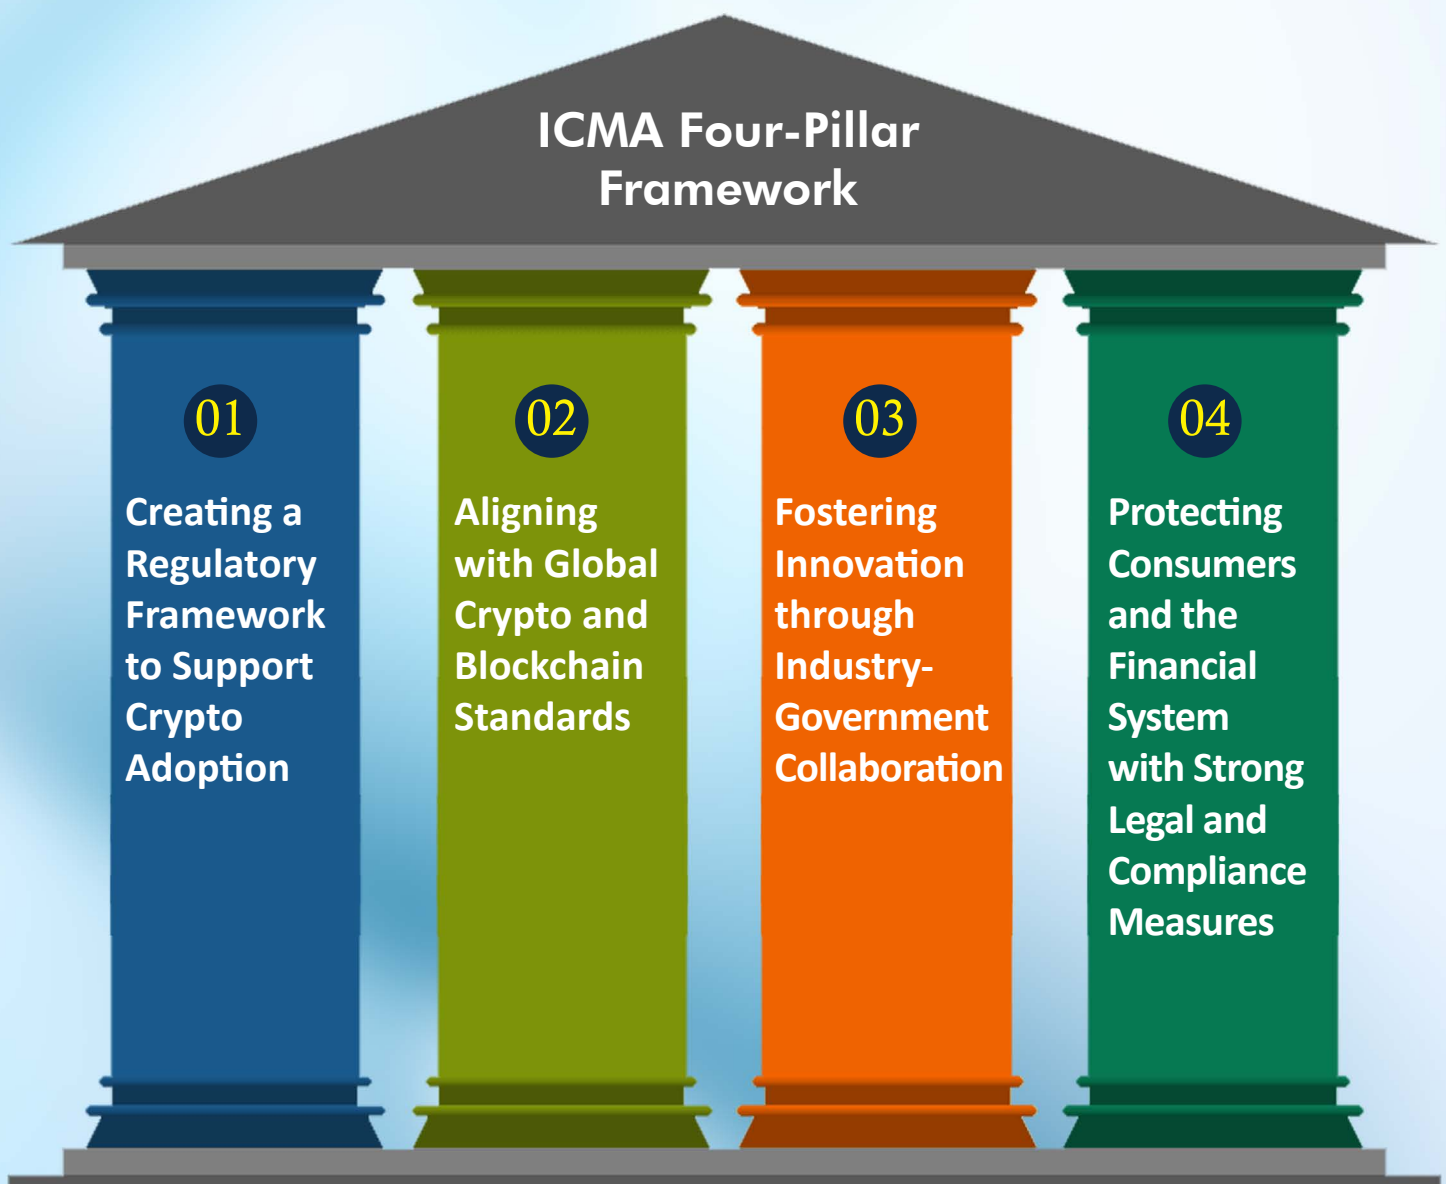 ICMA Four-Pillar
Framework
01
Creating a
Regulatory
Framework
to Support
Crypto
Adoption
02
Aligning
with Global
Crypto and
Blockchain
Standards
03
Fostering
Innovation
through
Industry-
Government
Collaboration
04
Protecting
Consumers
and the
Financial
System
with Strong
Legal and
Compliance
Measures